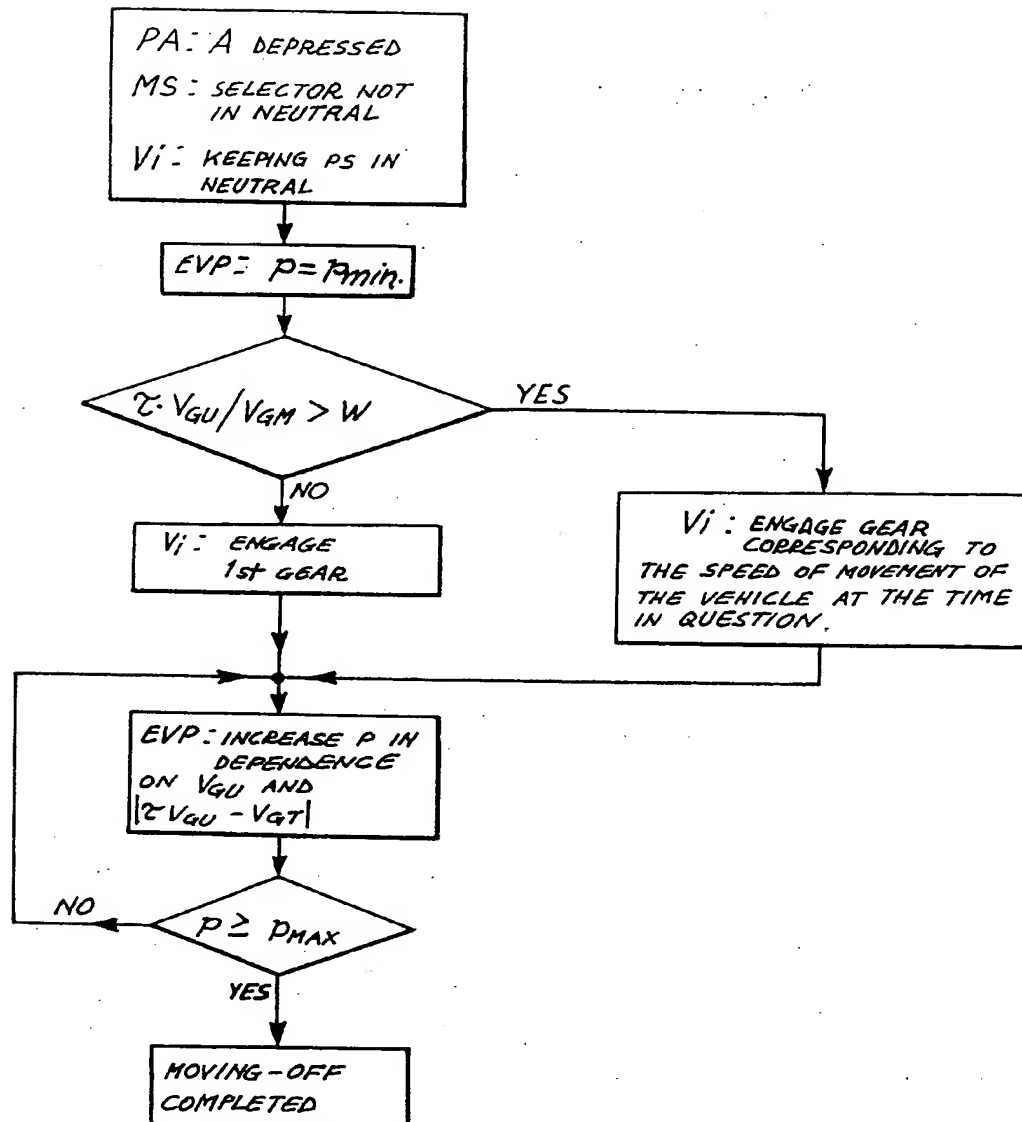 PA: A DEPRESSED
MS: SELECTOR NOT
IN NEUTRAL
Vi: KEEPING PS IN
NEUTRAL
EVP: P = Pmin.
τ·VGU/VGM > W
YES
NO
Vi: ENGAGE
1st GEAR
Vi: ENGAGE GEAR
CORRESPONDING TO
THE SPEED OF MOVEMENT OF
THE VEHICLE AT THE TIME
IN QUESTION.
EVP: INCREASE P IN
DEPENDENCE
ON VGU AND
|τVGU - VGT|
NO
P ≥ PMAX
YES
MOVING-OFF
COMPLETED